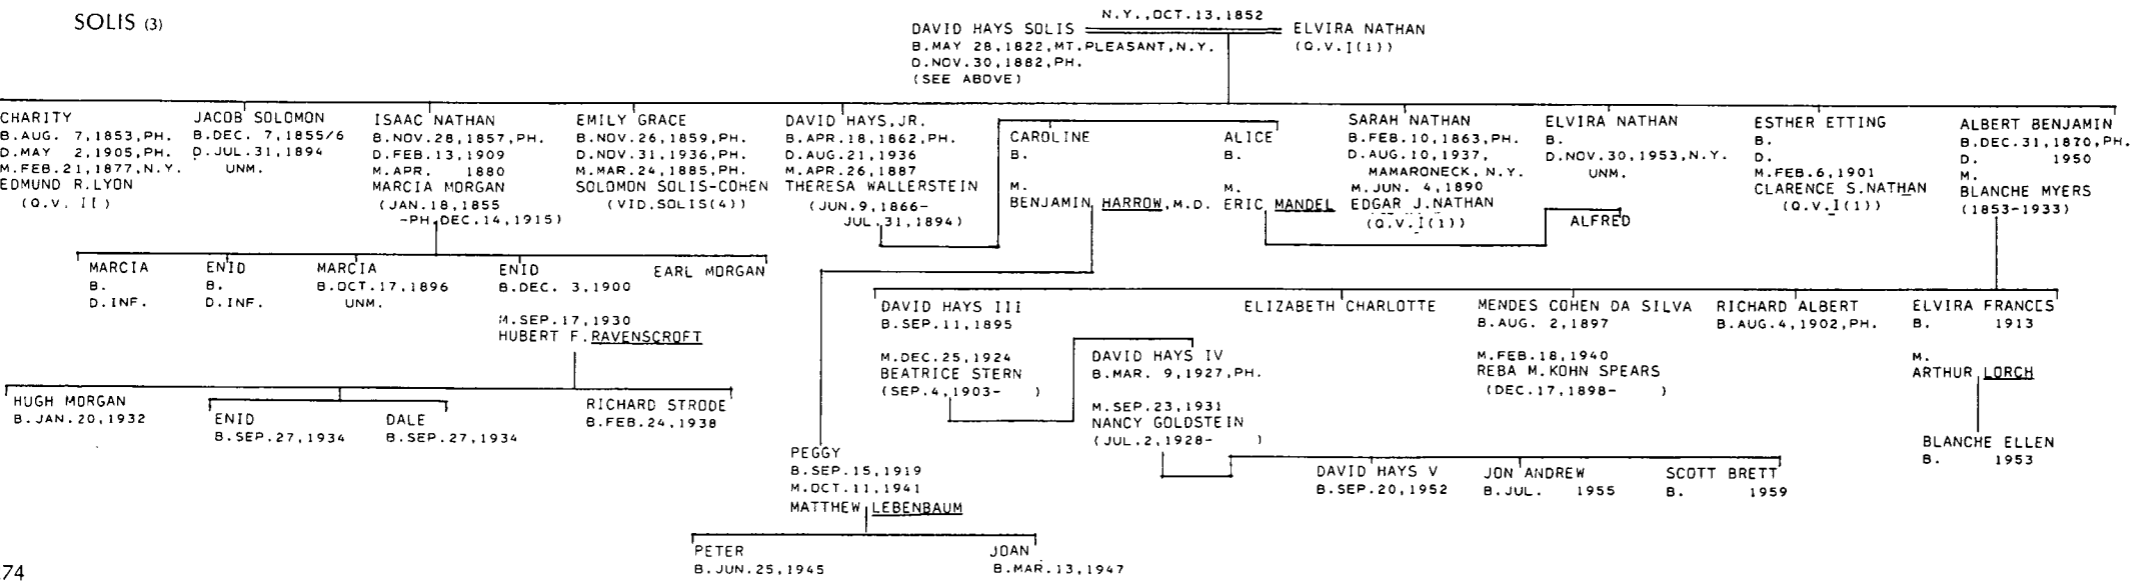 SOLIS (3)
N.Y.,OCT.13,1852
DAVID HAYS SOLIS
B.MAY 28,1822,MT.PLEASANT,N.Y.
D.NOV.30,1882,PH.
(SEE ABOVE)
ELVIRA NATHAN
(Q.V.I(1))
CHARITY
B.AUG. 7,1853,PH.
D.MAY 2,1905,PH.
M.FEB.21,1877,N.Y.
EDMUND R.LYON
(Q.V. II)
JACOB SOLOMON
B.DEC. 7,1855/6
D.JUL.31,1894
UNM.
ISAAC NATHAN
B.NOV.28,1857,PH.
D.FEB.13,1909
M.APR. 1880
MARCIA MORGAN
(JAN.18,1855
-PH,DEC.14,1915)
EMILY GRACE
B.NOV.26,1859,PH.
D.NOV.31,1936,PH.
M.MAR.24,1885,PH.
SOLOMON SOLIS-COHEN
(VID.SOLIS(4))
DAVID HAYS,JR.
B.APR.18,1862,PH.
D.AUG.21,1936
M.APR.26,1887
THERESA WALLERSTEIN
(JUN.9,1866-
JUL.31,1894)
CAROLINE
B.
M.
BENJAMIN HARROW,M.D.
ALICE
B.
M.
ERIC MANDEL
SARAH NATHAN
B.FEB.10,1863,PH.
D.AUG.10,1937,
MAMARONECK, N.Y.
M.JUN. 4,1890
EDGAR J.NATHAN
(Q.V.I(1))
ELVIRA NATHAN
B.
D.NOV.30,1953,N.Y.
UNM.
ALFRED
ESTHER ETTING
B.
D.
M.FEB.6,1901
CLARENCE S.NATHAN
(Q.V.I(1))
ALBERT BENJAMIN
B.DEC.31,1870,PH.
D. 1950
M.
BLANCHE MYERS
(1853-1933)
MARCIA
B.
D.INF.
ENID
B.
D.INF.
MARCIA
B.OCT.17,1896
UNM.
ENID
B.DEC. 3,1900
M.SEP.17,1930
HUBERT F.RAVENSCROFT
EARL MORGAN
DAVID HAYS III
B.SEP.11,1895
M.DEC.25,1924
BEATRICE STERN
(SEP.4,1903- )
ELIZABETH CHARLOTTE
MENDES COHEN DA SILVA
B.AUG. 2,1897
M.FEB.18,1940
REBA M.KOHN SPEARS
(DEC.17,1898- )
RICHARD ALBERT
B.AUG.4,1902,PH.
ELVIRA FRANCES
B. 1913
M.
ARTHUR LORCH
DAVID HAYS IV
B.MAR. 9,1927,PH.
M.SEP.23,1931
NANCY GOLDSTEIN
(JUL.2,1928- )
HUGH MORGAN
B.JAN.20,1932
ENID
B.SEP.27,1934
DALE
B.SEP.27,1934
RICHARD STRODE
B.FEB.24,1938
PEGGY
B.SEP.15,1919
M.OCT.11,1941
MATTHEW LEBENBAUM
DAVID HAYS V
B.SEP.20,1952
JON ANDREW
B.JUL. 1955
SCOTT BRETT
B. 1959
BLANCHE ELLEN
B. 1953
PETER
B.JUN.25,1945
JOAN
B.MAR.13,1947
74